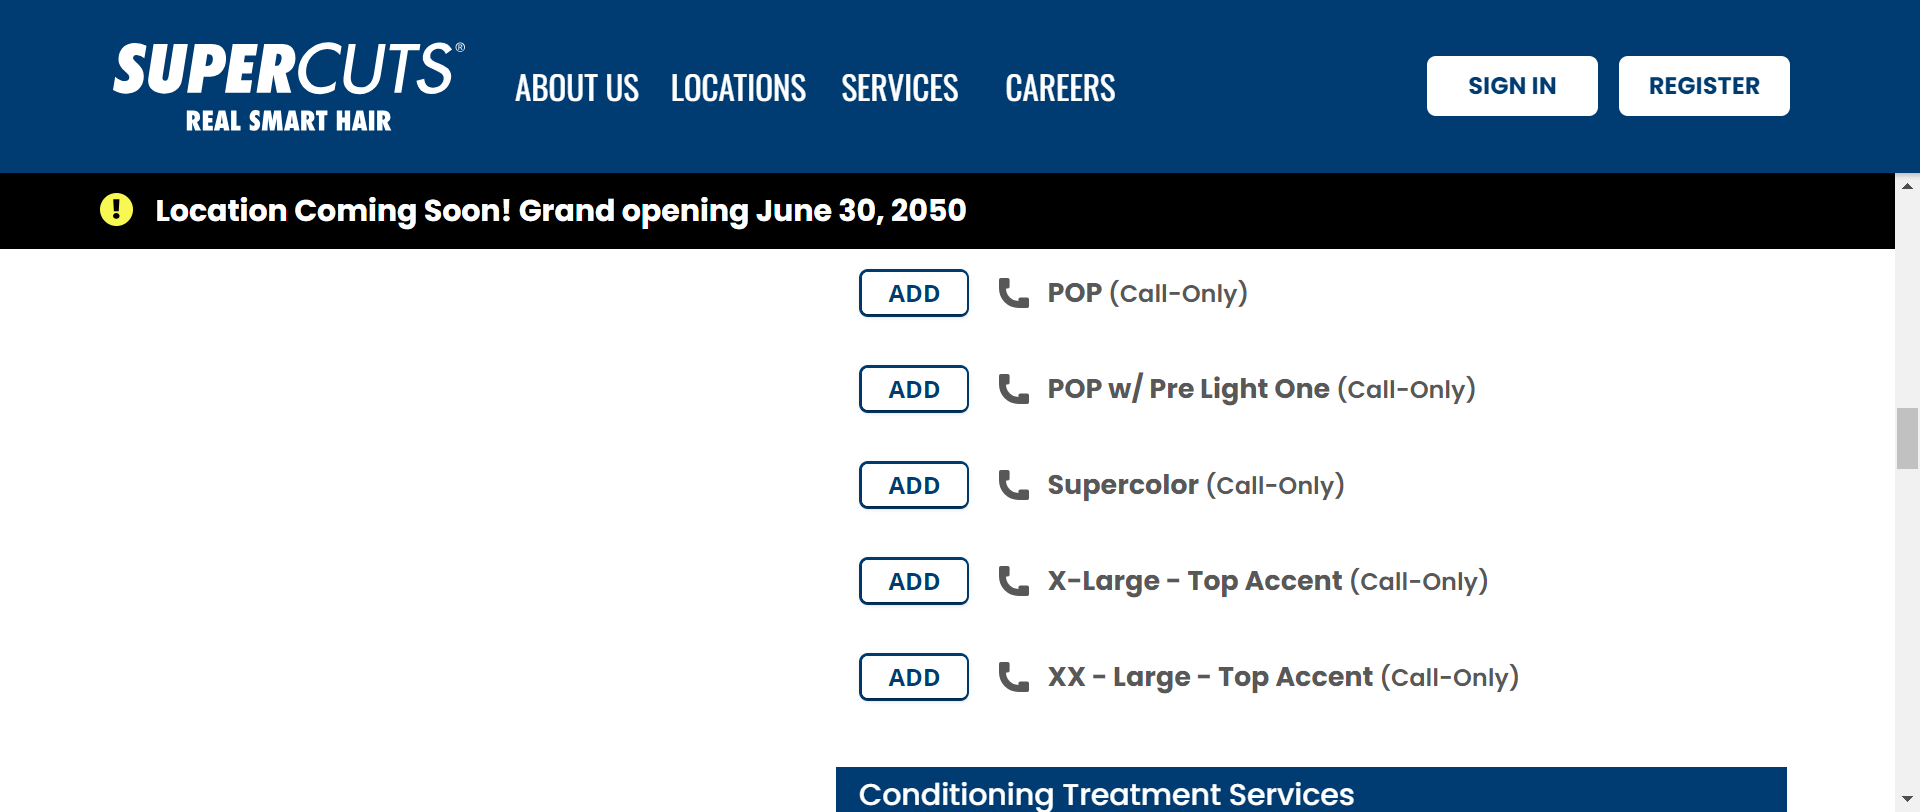 SUPERCUTS®
REAL SMART HAIR
ABOUT US LOCATIONS SERVICES CAREERS
SIGN IN REGISTER
Location Coming Soon! Grand opening June 30, 2050
ADD POP (Call-Only)
ADD POP w/ Pre Light One (Call-Only)
ADD Supercolor (Call-Only)
ADD X-Large - Top Accent (Call-Only)
ADD XX - Large - Top Accent (Call-Only)
Conditioning Treatment Services